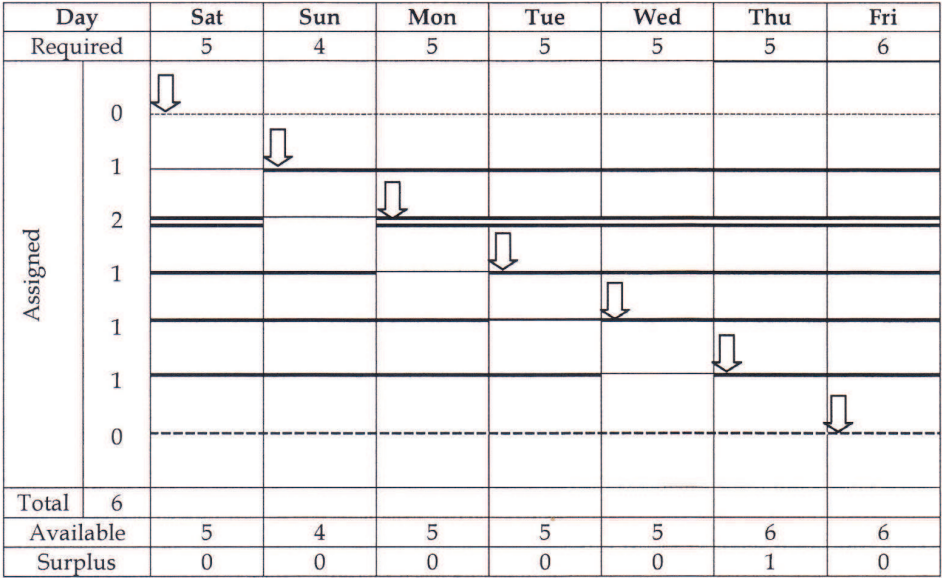 Day Sat Sun Mon Tue Wed Thu Fri
Required 5 4 5 5 5 5 6
Assigned
0
1
2
1
1
1
0
Total 6
Available 5 4 5 5 5 6 6
Surplus 0 0 0 0 0 1 0